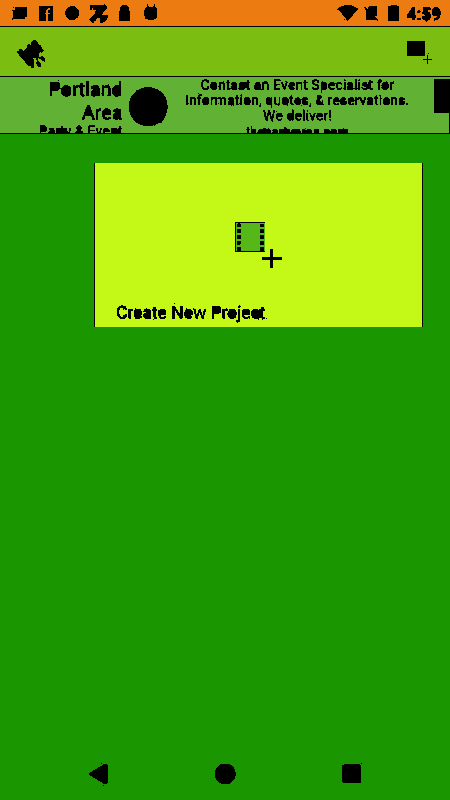 4:59
Portland
Area
Party & Event
Contact an Event Specialist for
information, quotes, & reservations.
We deliver!
Create New Project